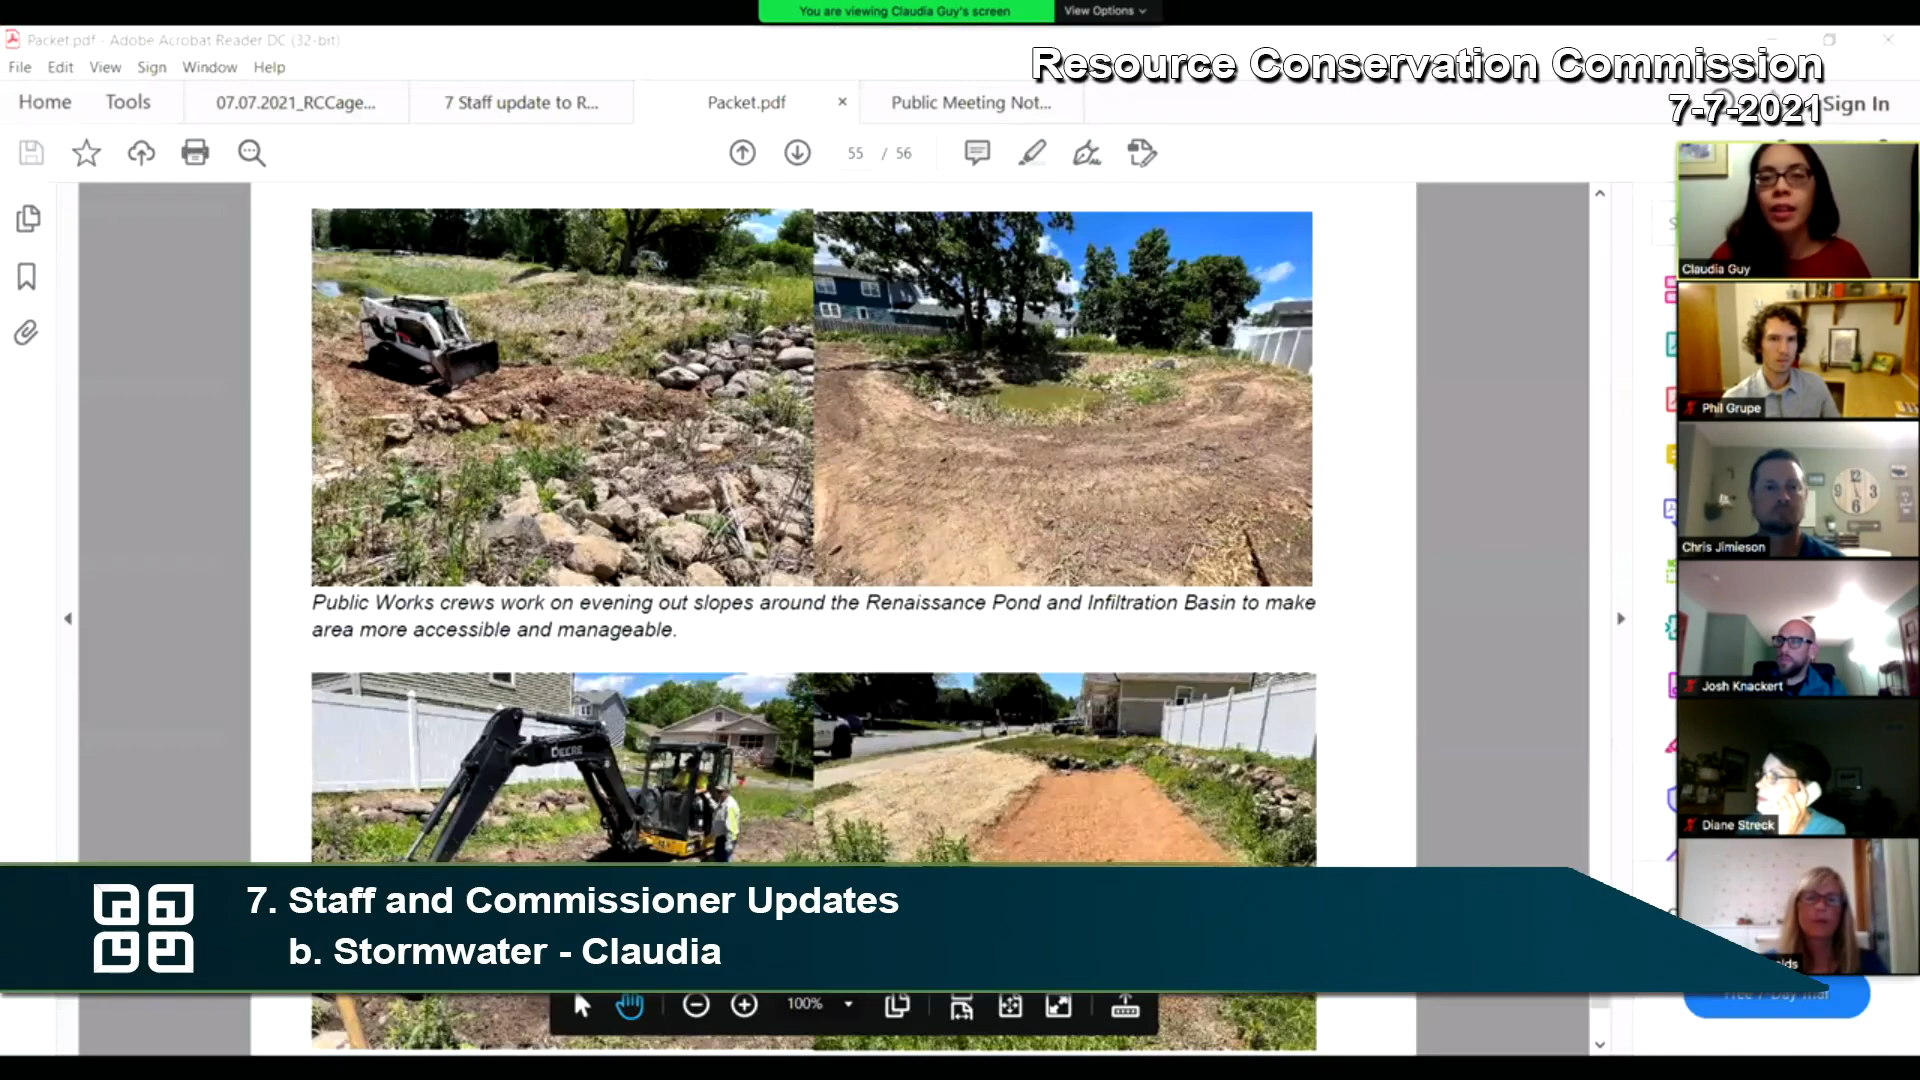 You are viewing Claudia Guy's screen
View Options
Packet.pdf - Adobe Acrobat Reader DC (32-bit)
File Edit View Sign Window Help
Resource Conservation Commission
7-7-2021
Home Tools 07.07.2021_RCCage... 7 Staff update to R... Packet.pdf Public Meeting Not... Sign In
55 / 56
Claudia Guy
Phil Grupe
Chris Jimieson
Josh Knackert
Diane Streck
Public Works crews work on evening out slopes around the Renaissance Pond and Infiltration Basin to make
area more accessible and manageable.
DEERE
7. Staff and Commissioner Updates
b. Stormwater - Claudia
100%
Free 7-Day Trial